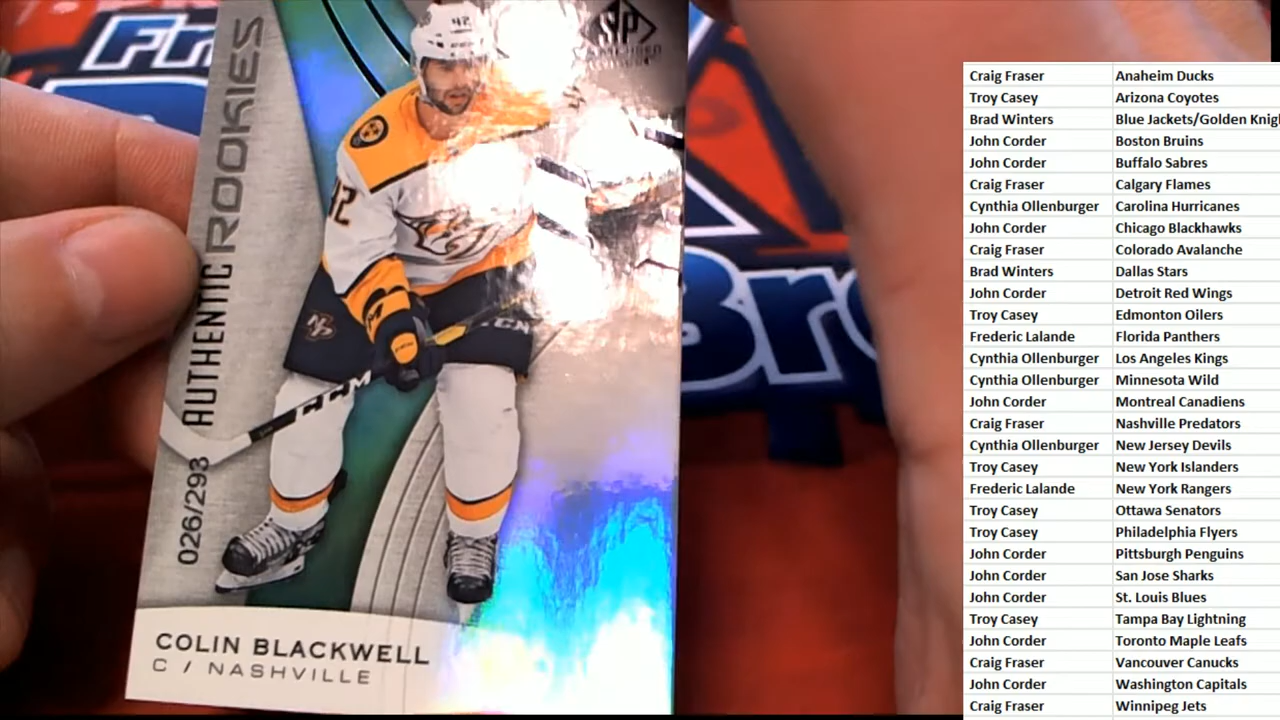 Fr
42
SP
AUTHENTIC ROOKIES
42
CCM
026/293
COLIN BLACKWELL
C / NASHVILLE
Bre
Craig Fraser Anaheim Ducks
Troy Casey Arizona Coyotes
Brad Winters Blue Jackets/Golden Knigh
John Corder Boston Bruins
John Corder Buffalo Sabres
Craig Fraser Calgary Flames
Cynthia Ollenburger Carolina Hurricanes
John Corder Chicago Blackhawks
Craig Fraser Colorado Avalanche
Brad Winters Dallas Stars
John Corder Detroit Red Wings
Troy Casey Edmonton Oilers
Frederic Lalande Florida Panthers
Cynthia Ollenburger Los Angeles Kings
Cynthia Ollenburger Minnesota Wild
John Corder Montreal Canadiens
Craig Fraser Nashville Predators
Cynthia Ollenburger New Jersey Devils
Troy Casey New York Islanders
Frederic Lalande New York Rangers
Troy Casey Ottawa Senators
Troy Casey Philadelphia Flyers
John Corder Pittsburgh Penguins
John Corder San Jose Sharks
John Corder St. Louis Blues
Troy Casey Tampa Bay Lightning
John Corder Toronto Maple Leafs
Craig Fraser Vancouver Canucks
John Corder Washington Capitals
Craig Fraser Winnipeg Jets